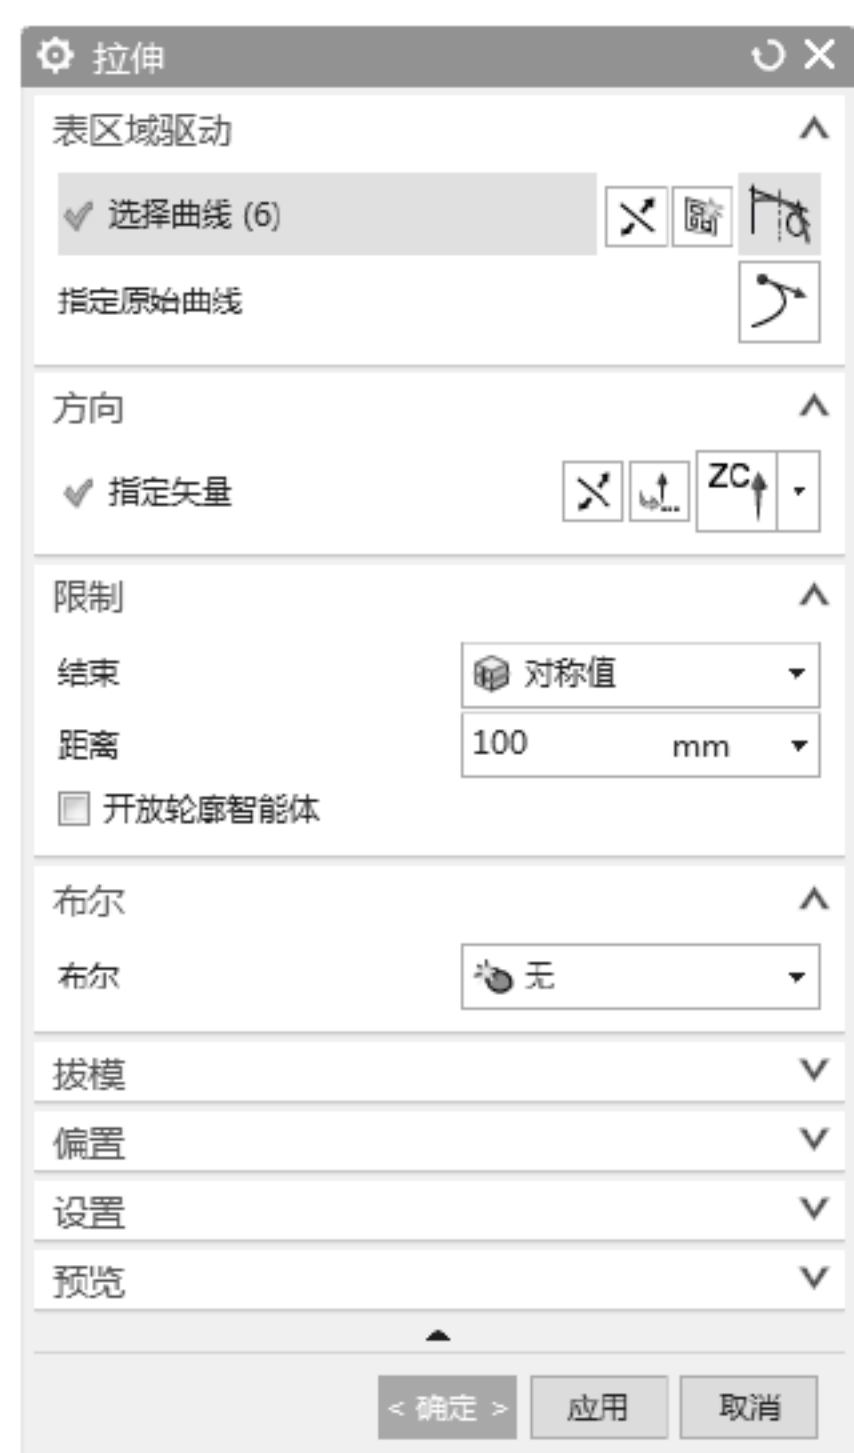 拉伸
表区域驱动
选择曲线 (6)
指定原始曲线
方向
指定矢量
ZC
限制
结束 对称值
距离 100 mm
开放轮廓智能体
布尔
布尔 无
拔模
偏置
设置
预览
< 确定 > 应用 取消